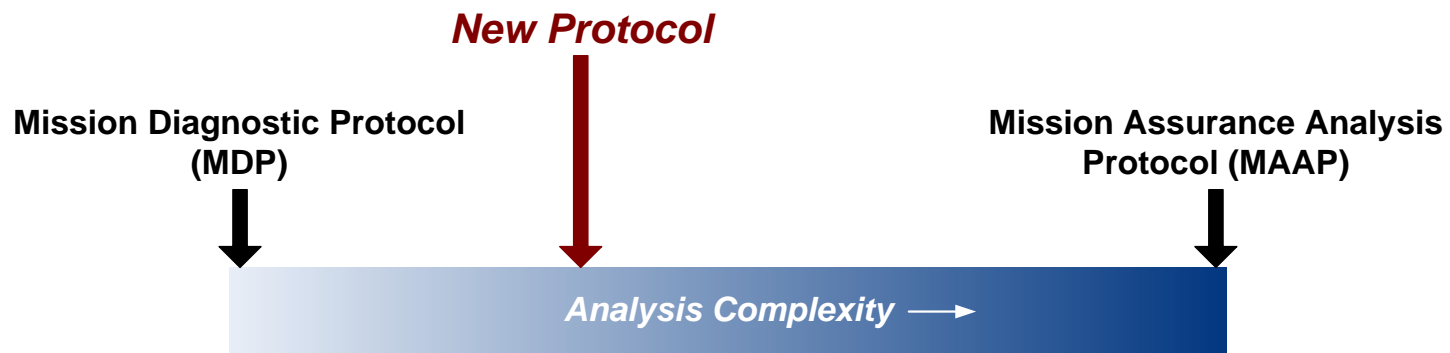 New Protocol
Mission Diagnostic Protocol
(MDP)
Mission Assurance Analysis
Protocol (MAAP)
Analysis Complexity